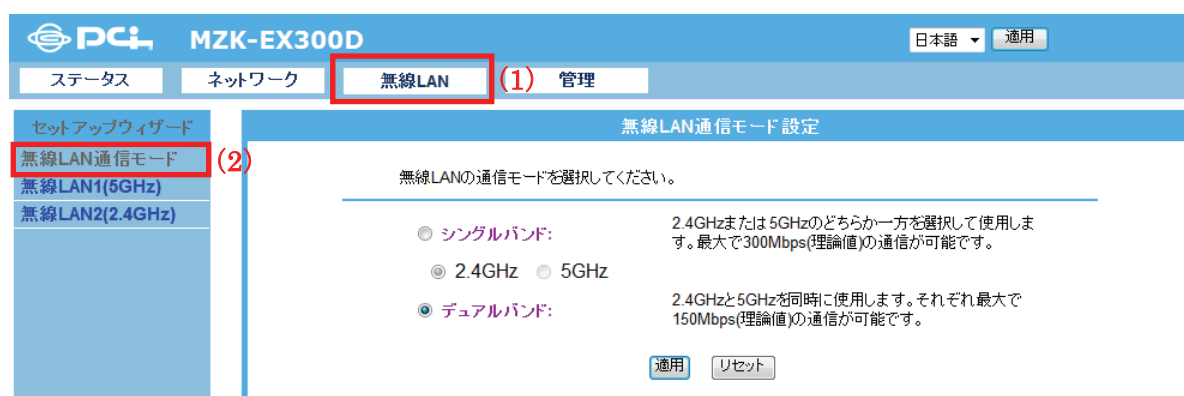 PCi MZK-EX300D 日本語 適用
ステータス ネットワーク 無線LAN (1) 管理
セットアップウィザード 無線LAN通信モード設定
無線LAN通信モード (2)
無線LAN1(5GHz)
無線LAN2(2.4GHz)
無線LANの通信モードを選択してください。
シングルバンド: 2.4GHzまたは5GHzのどちらか一方を選択して使用しま
す。最大で300Mbps(理論値)の通信が可能です。
2.4GHz 5GHz
デュアルバンド: 2.4GHzと5GHzを同時に使用します。それぞれ最大で
150Mbps(理論値)の通信が可能です。
適用 リセット